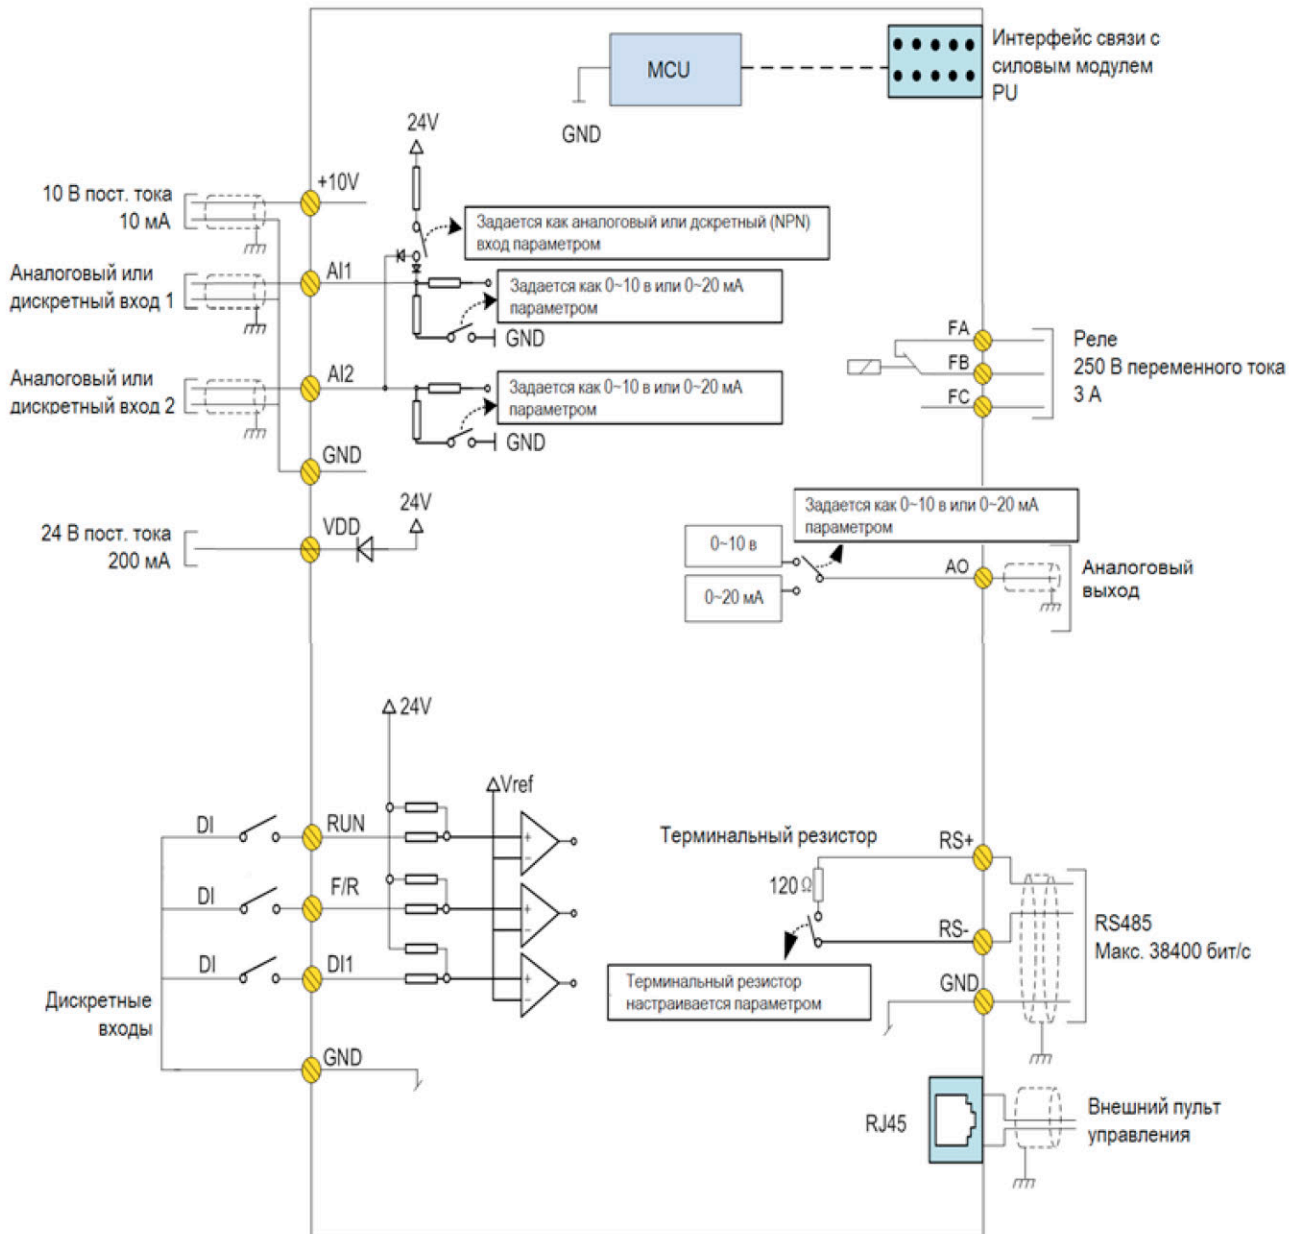 MCU
GND
Интерфейс связи с
силовым модулем
PU
24V
10 В пост. тока
10 мА
+10V
Задается как аналоговый или дскретный (NPN)
вход параметром
Аналоговый или
дискретный вход 1
AI1
Задается как 0~10 в или 0~20 мА
параметром
GND
Аналоговый или
дискретный вход 2
AI2
Задается как 0~10 в или 0~20 мА
параметром
GND
GND
FA
FB
FC
Реле
250 В переменного тока
3 А
24 В пост. тока
200 мА
VDD
24V
Задается как 0~10 в или 0~20 мА
параметром
0~10 в
0~20 мА
AO
Аналоговый
выход
24V
Vref
DI
RUN
+
−
DI
F/R
+
−
DI
DI1
+
−
Дискретные
входы
GND
Терминальный резистор
120 Ω
RS+
RS-
GND
Терминальный резистор
настраивается параметром
RS485
Макс. 38400 бит/с
RJ45
Внешний пульт
управления